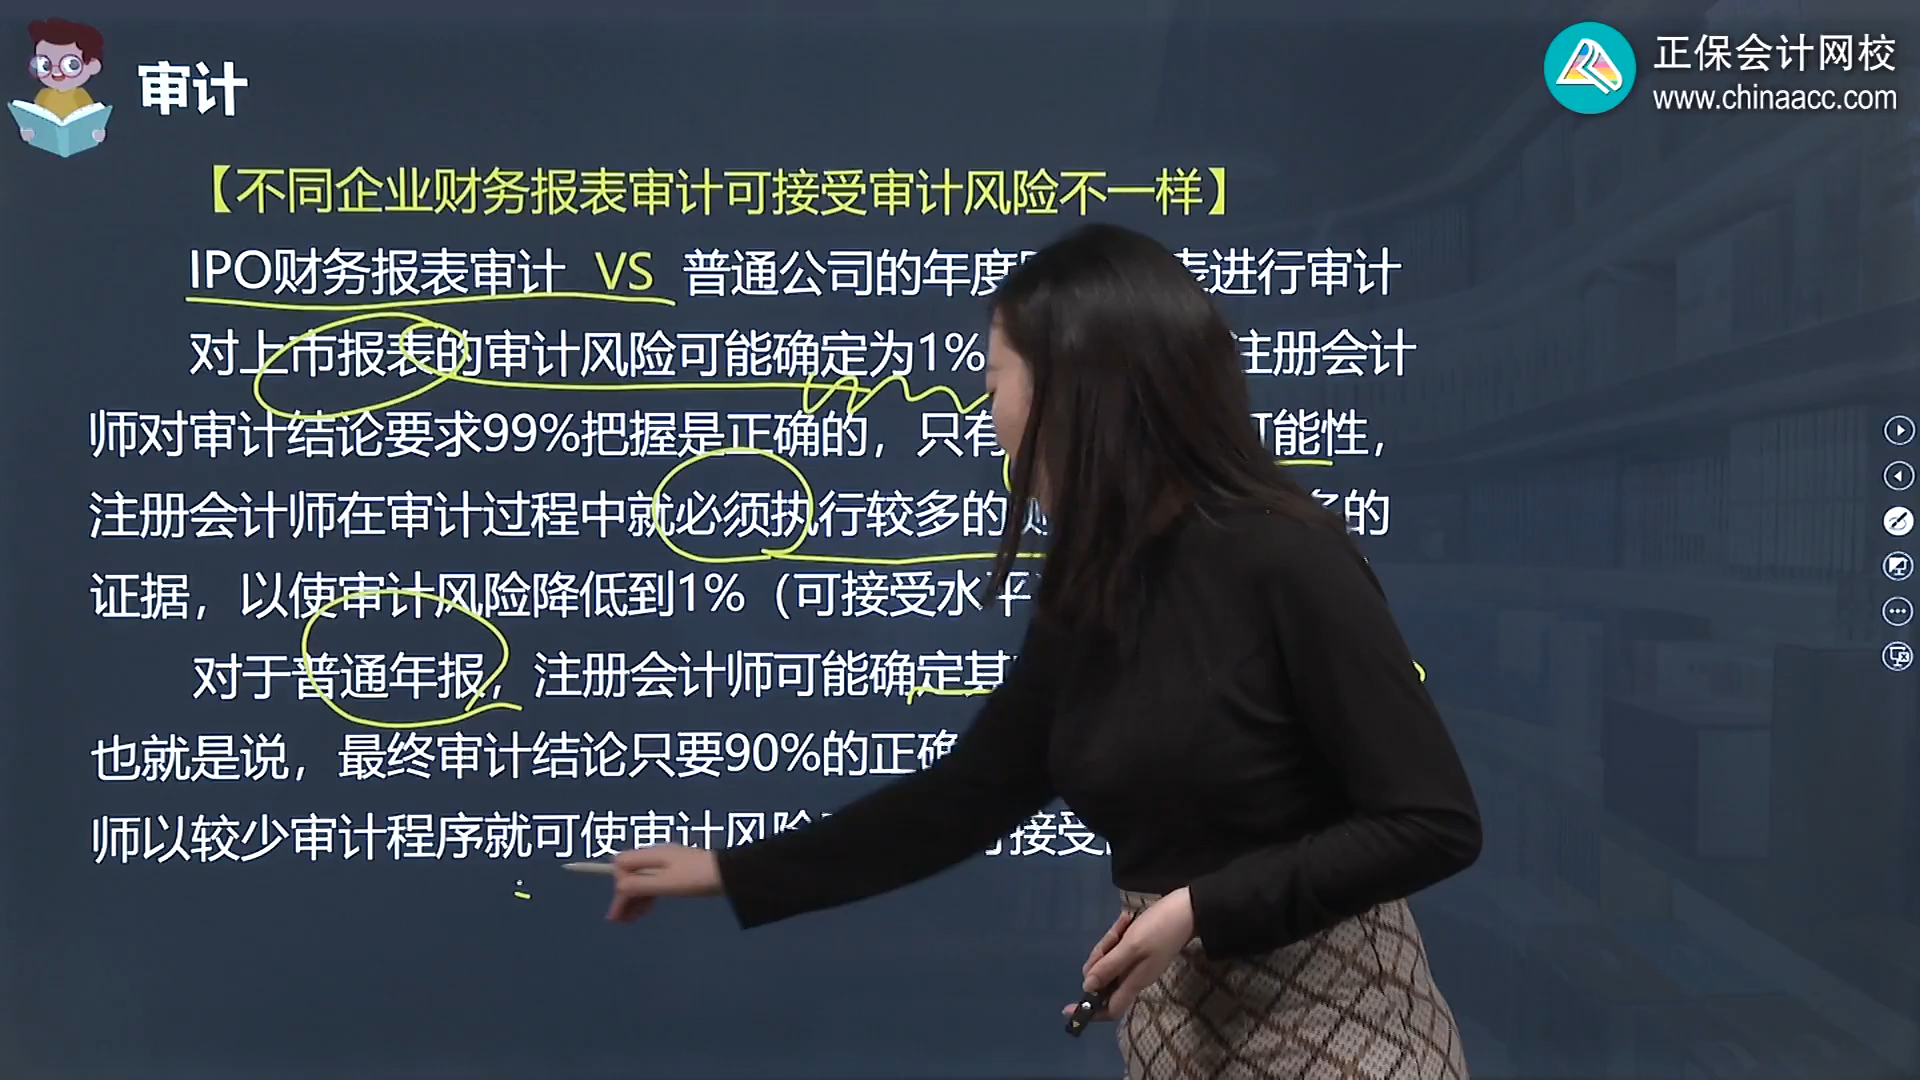 审计
正保会计网校
www.chinaacc.com
【不同企业财务报表审计可接受审计风险不一样】
IPO财务报表审计 VS 普通公司的年度 表进行审计
对上市报表的审计风险可能确定为1% 注册会计
师对审计结论要求99%把握是正确的，只有 可能性，
注册会计师在审计过程中就必须执行较多的测 多的
证据，以使审计风险降低到1%（可接受水平）
对于普通年报，注册会计师可能确定其
也就是说，最终审计结论只要90%的正确
师以较少审计程序就可使审计风险 可接受